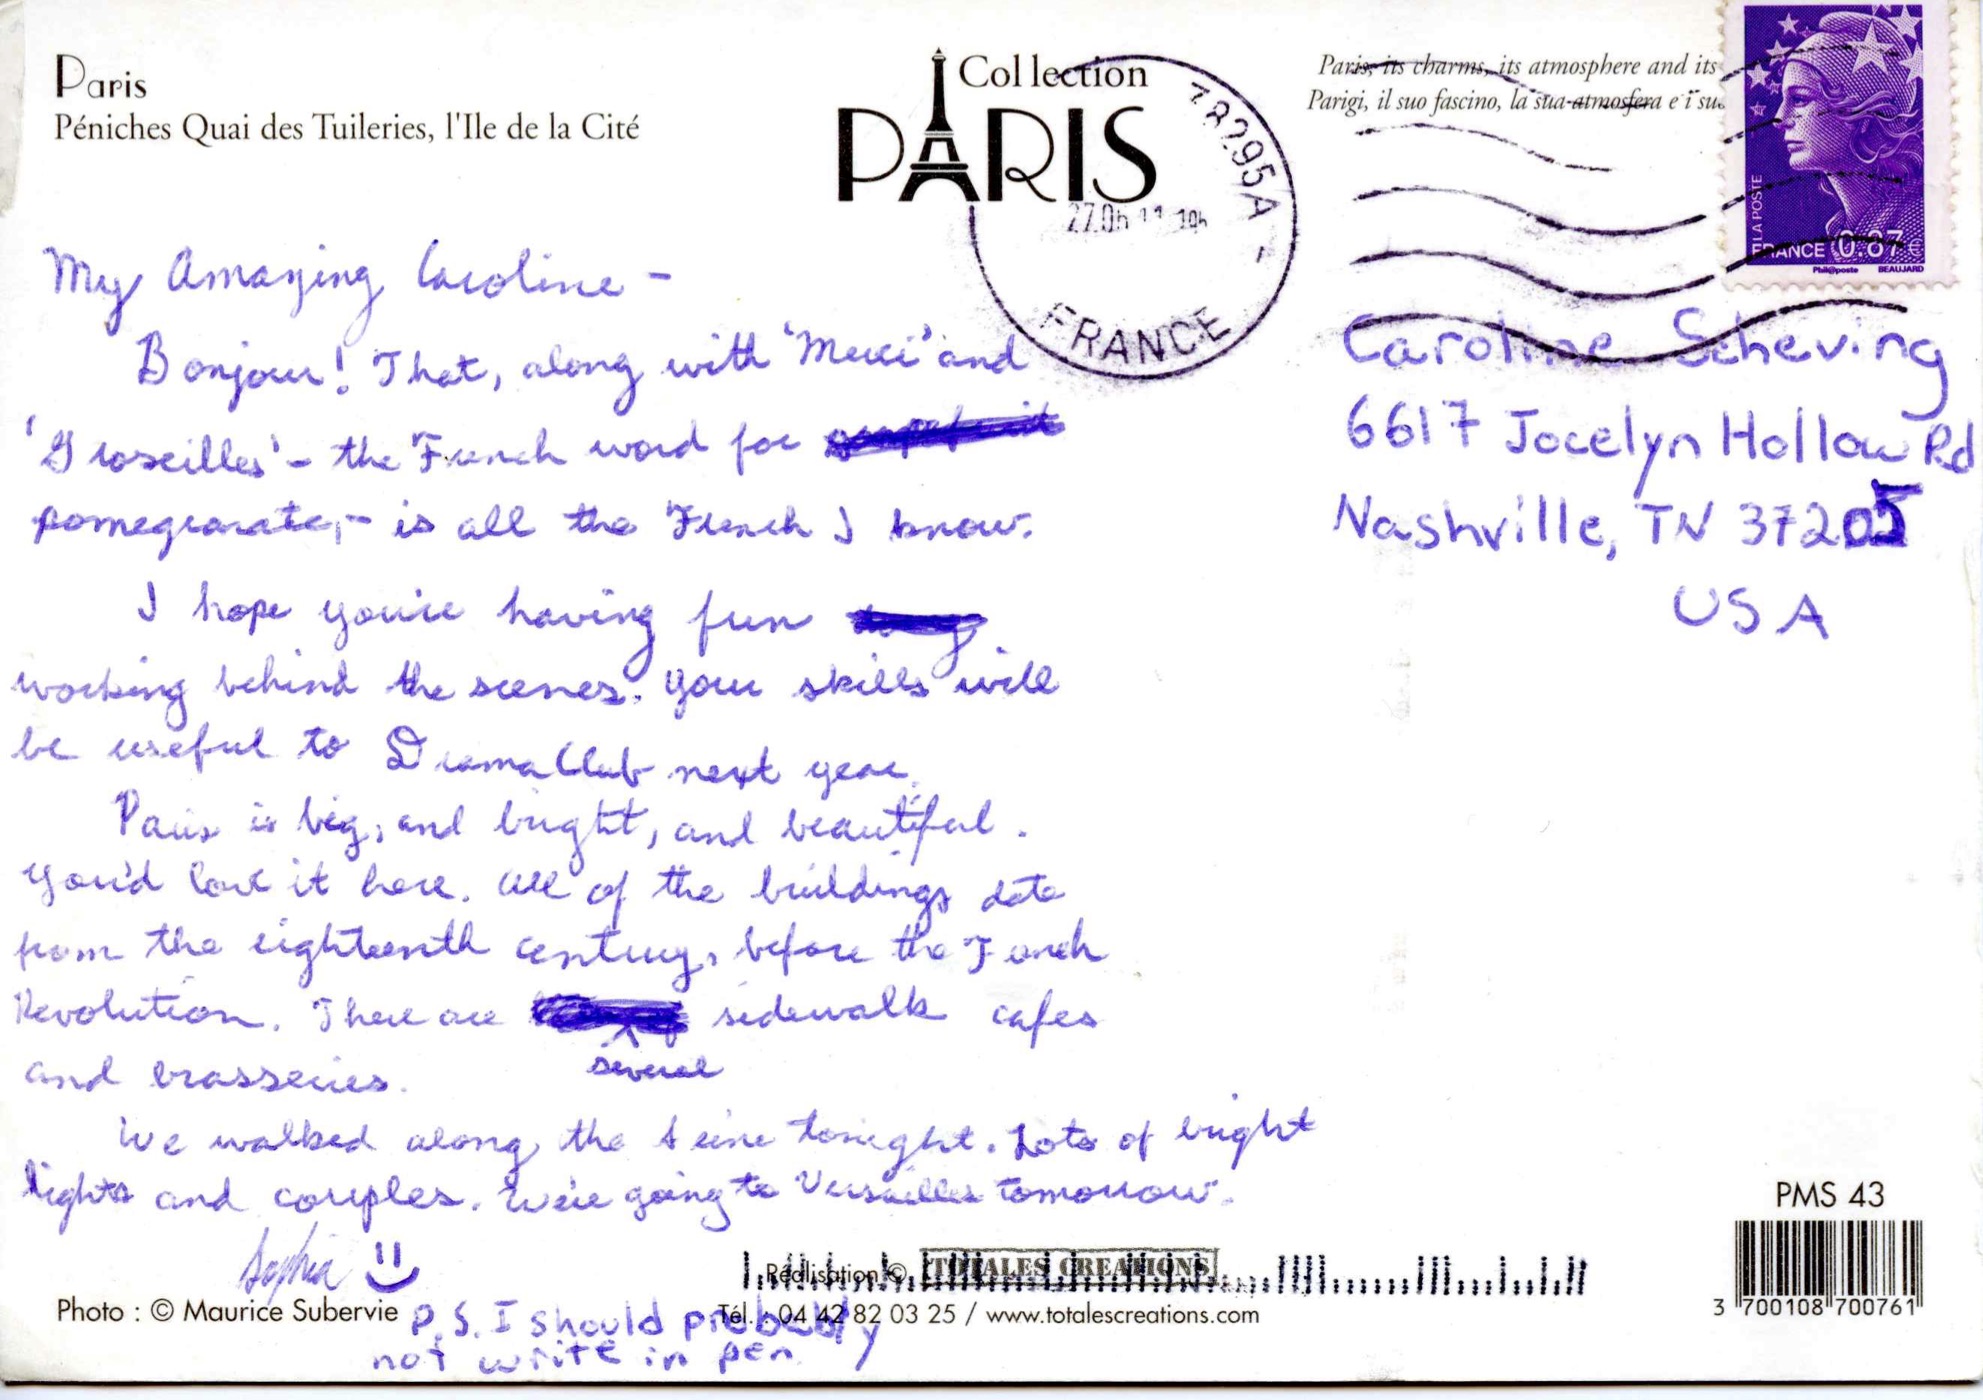 Paris
Péniches Quai des Tuileries, l'Ile de la Cité
Collection
PARIS
78295A -
27.06 11 10h
FRANCE
Paris, its charms, its atmosphere and its
Parigi, il suo fascino, la sua atmosfera e i suo
LA POSTE
FRANCE 0.87€
Phil@poste BEAUJARD
My Amazing Caroline -
Bonjour! That, along with 'Merci' and
'Groseilles' - the French word for
pomegranate, - is all the French I know.
I hope you're having fun
working behind the scenes. Your skills will
be useful to Drama Club next year.
Paris is big, and bright, and beautiful.
You'd love it here. All of the buildings date
from the eighteenth century, before the French
Revolution. There are several sidewalk cafes
and brasseries.
We walked along the Seine tonight. Lots of bright
lights and couples. We're going to Versailles tomorrow.
Sophia
P.S. I should probably
not write in pen.
Caroline Scheving
6617 Jocelyn Hollow Rd
Nashville, TN 37205
USA
Réalisation © TOTALES CREATIONS
Photo : © Maurice Subervie
Tél. : 04 42 82 03 25 / www.totalescreations.com
PMS 43
3 700108 700761